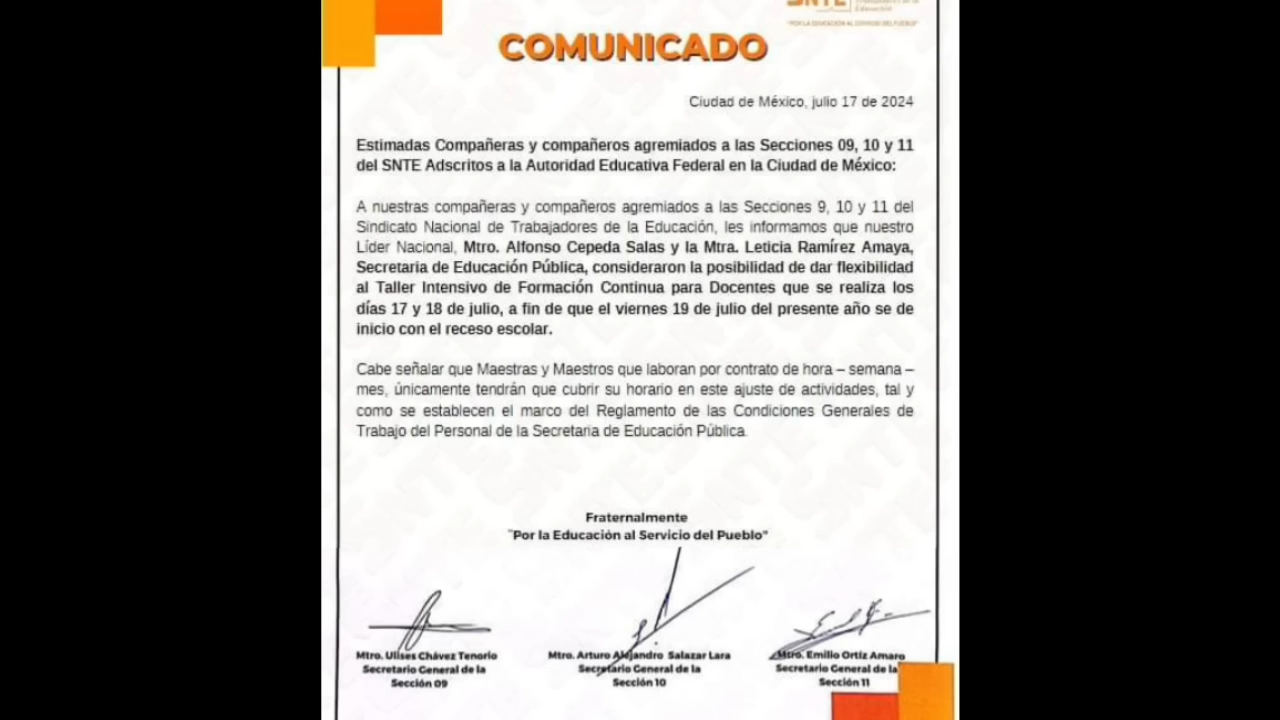 SNTE
Educación
"POR LA EDUCACIÓN AL SERVICIO DEL PUEBLO"
COMUNICADO
Ciudad de México, julio 17 de 2024
Estimadas Compañeras y compañeros agremiados a las Secciones 09, 10 y 11
del SNTE Adscritos a la Autoridad Educativa Federal en la Ciudad de México:
A nuestras compañeras y compañeros agremiados a las Secciones 9, 10 y 11 del
Sindicato Nacional de Trabajadores de la Educación, les informamos que nuestro
Líder Nacional, Mtro. Alfonso Cepeda Salas y la Mtra. Leticia Ramírez Amaya,
Secretaria de Educación Pública, consideraron la posibilidad de dar flexibilidad
al Taller Intensivo de Formación Continua para Docentes que se realiza los
días 17 y 18 de julio, a fin de que el viernes 19 de julio del presente año se de
inicio con el receso escolar.
Cabe señalar que Maestras y Maestros que laboran por contrato de hora – semana –
mes, únicamente tendrán que cubrir su horario en este ajuste de actividades, tal y
como se establecen el marco del Reglamento de las Condiciones Generales de
Trabajo del Personal de la Secretaria de Educación Pública.
Fraternalmente
"Por la Educación al Servicio del Pueblo"
Mtro. Ulises Chávez Tenorio
Secretario General de la
Sección 09
Mtro. Arturo Alejandro Salazar Lara
Secretario General de la
Sección 10
Mtro. Emilio Ortíz Amaro
Secretario General de la
Sección 11